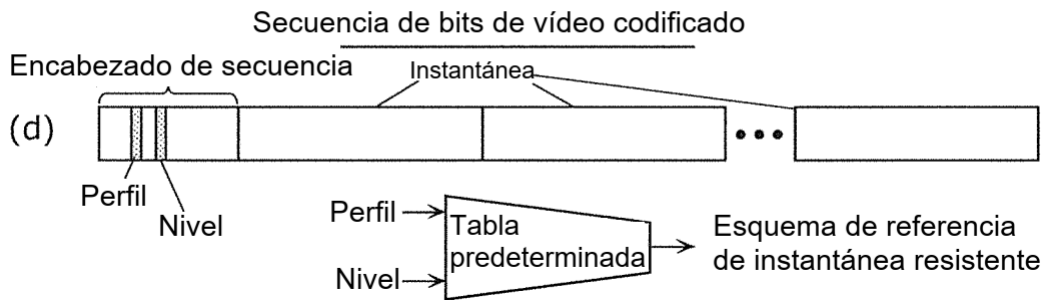 Secuencia de bits de vídeo codificado
Encabezado de secuencia
Instantánea
(d)
Perfil
Nivel
Perfil
Nivel
Tabla
predeterminada
Esquema de referencia
de instantánea resistente